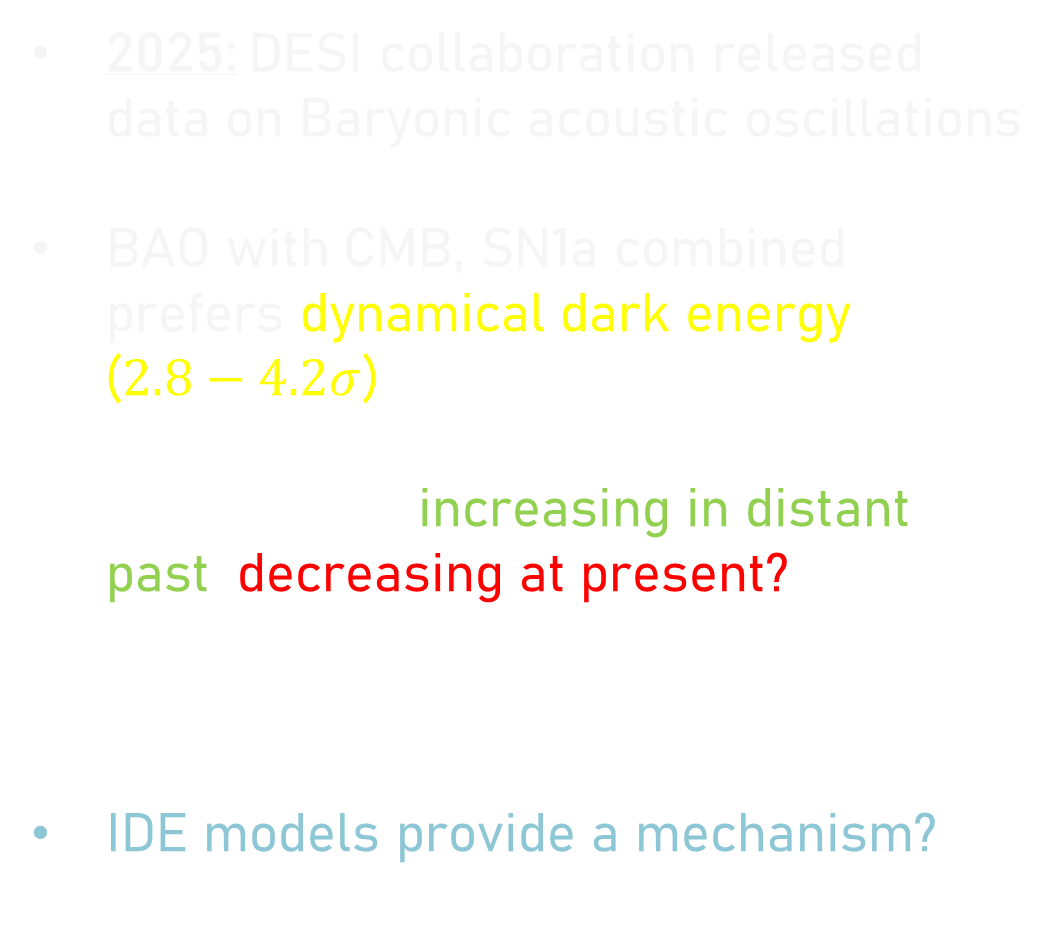 • 2025: DESI collaboration released
data on Baryonic acoustic oscillations
• BAO with CMB, SN1a combined
prefers dynamical dark energy
(2.8 − 4.2σ)
increasing in distant
past decreasing at present?
• IDE models provide a mechanism?